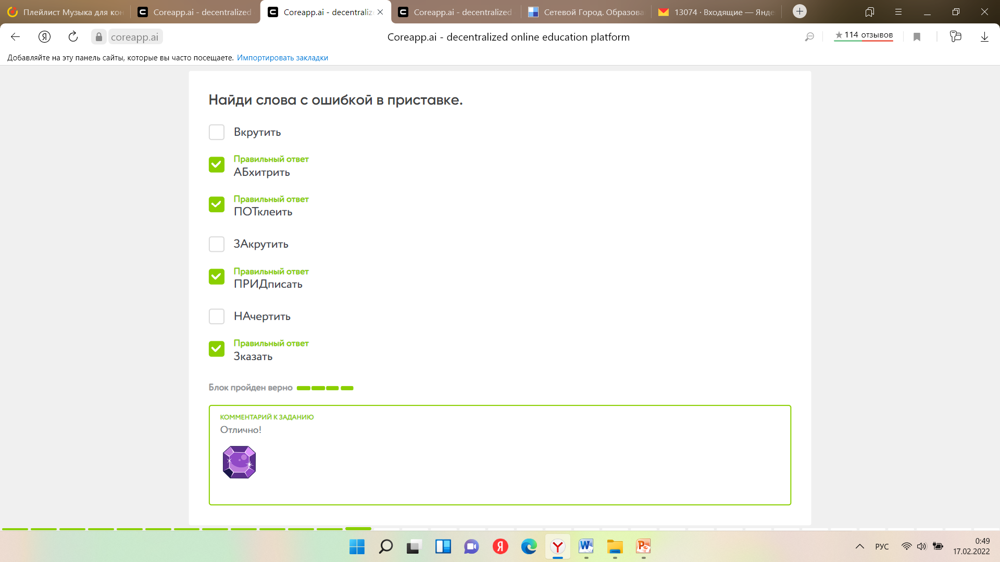 Плейлист Музыка для кон
Coreapp.ai - decentralized
Coreapp.ai - decentraliz
Coreapp.ai - decentralized
Сетевой Город. Образова
13074 · Входящие — Янде
coreapp.ai
Coreapp.ai - decentralized online education platform
114 отзывов
Добавляйте на эту панель сайты, которые вы часто посещаете. Импортировать закладки
Найди слова с ошибкой в приставке.
Вкрутить
Правильный ответ
АБхитрить
Правильный ответ
ПОТклеить
ЗАкрутить
Правильный ответ
ПРИДписать
НАчертить
Правильный ответ
Зказать
Блок пройден верно
КОММЕНТАРИЙ К ЗАДАНИЮ
Отлично!
РУС
0:49
17.02.2022